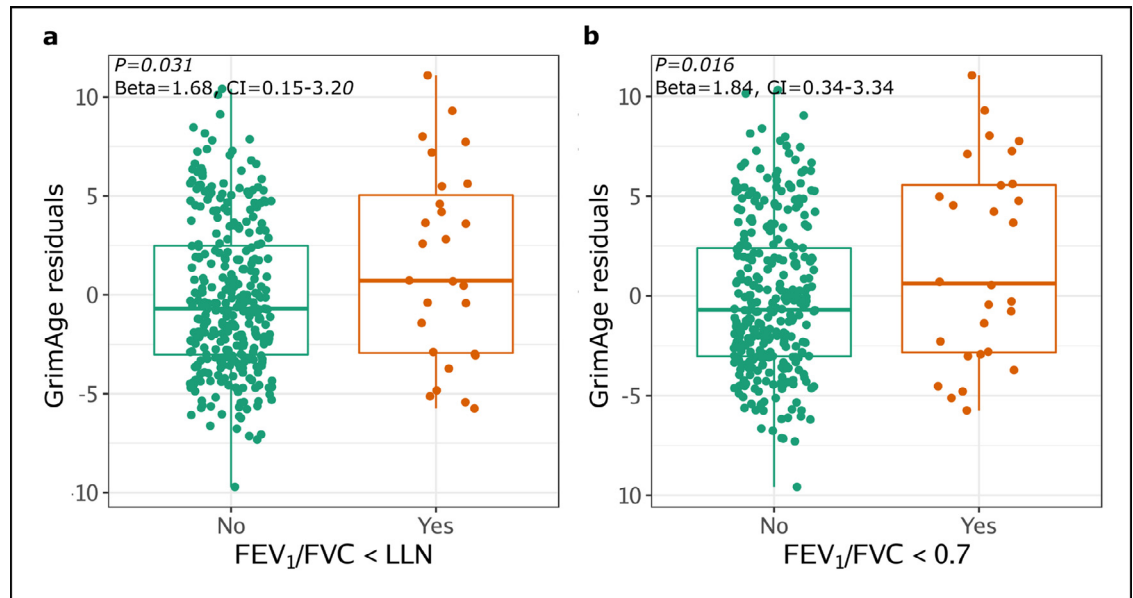 a
P=0.031
Beta=1.68, CI=0.15-3.20
10
5
0
−5
·10
GrimAge residuals
No
Yes
FEV₁/FVC < LLN
b
P=0.016
Beta=1.84, CI=0.34-3.34
10
5
0
−5
10
GrimAge residuals
No
Yes
FEV₁/FVC < 0.7